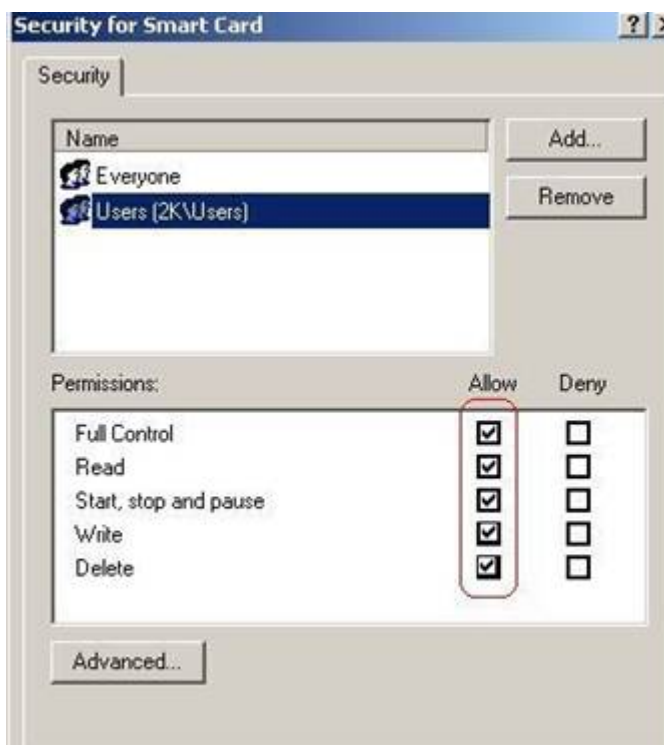 Security for Smart Card
Security
Name
Add...
Everyone
Users (2K\Users)
Remove
Permissions:
Allow
Deny
Full Control
Read
Start, stop and pause
Write
Delete
Advanced...